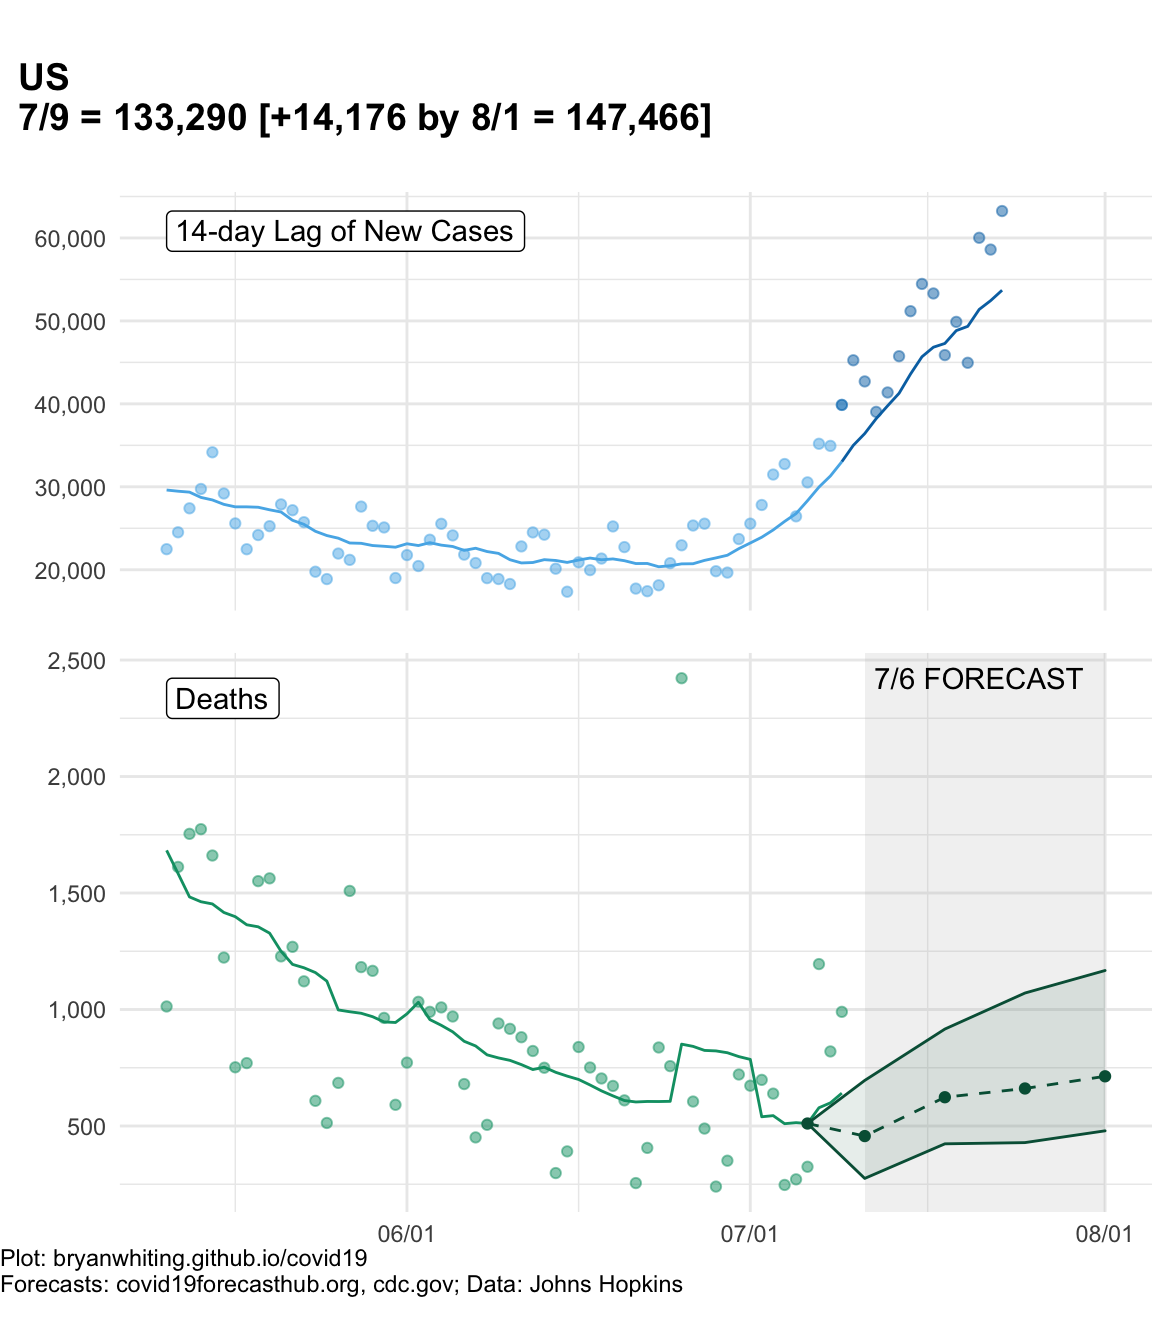 US
7/9 = 133,290 [+14,176 by 8/1 = 147,466]
14-day Lag of New Cases
60,000
50,000
40,000
30,000
20,000
2,500
7/6 FORECAST
Deaths
2,000
1,500
1,000
500
06/01
07/01
08/01
Plot: bryanwhiting.github.io/covid19
Forecasts: covid19forecasthub.org, cdc.gov; Data: Johns Hopkins